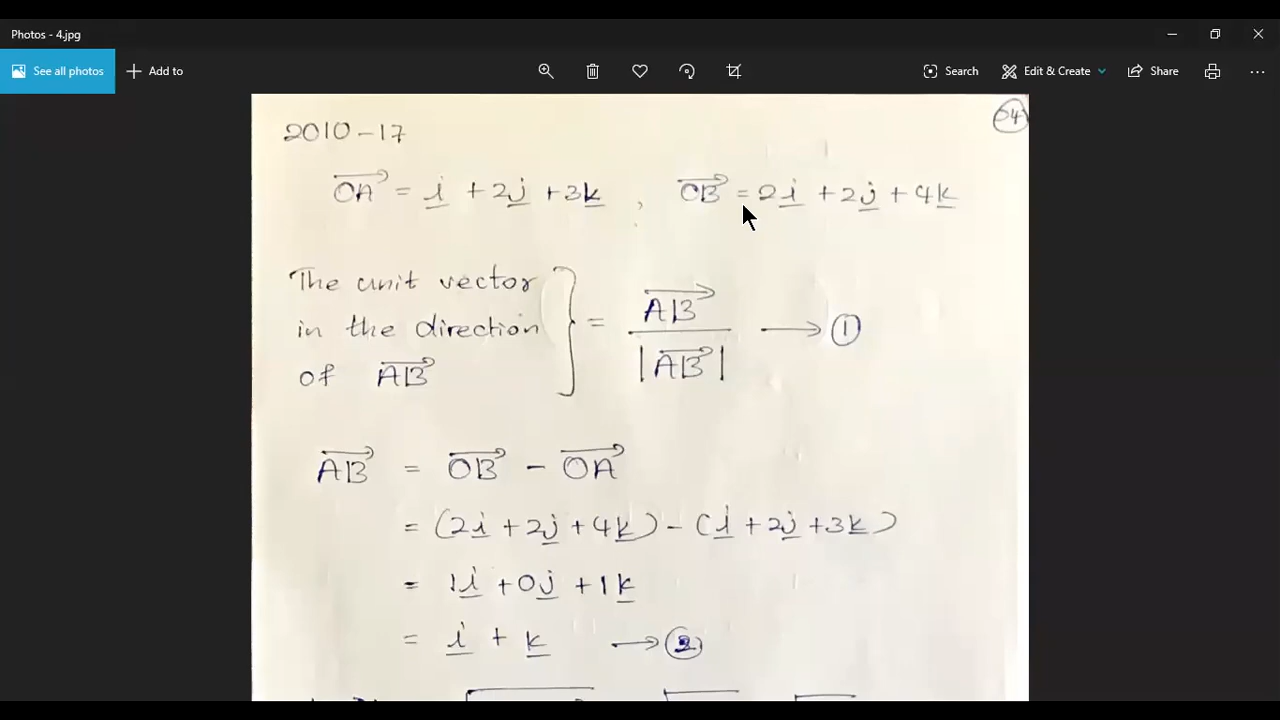 Photos - 4.jpg
See all photos
Add to
Search
Edit & Create
Share
04
2010-17
OA = i + 2j + 3k , OB = 2i + 2j + 4k
The unit vector
in the direction
of AB } = AB / |AB| → ①
AB = OB - OA
= (2i + 2j + 4k) - (i + 2j + 3k)
= 1i + 0j + 1k
= i + k → ②